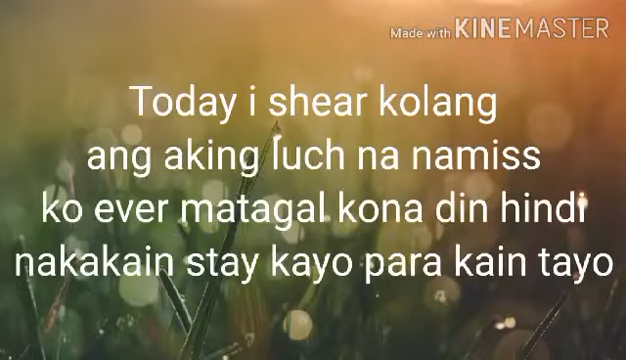 Made with KINEMASTER
Today i shear kolang
ang aking luch na namiss
ko ever matagal kona din hindi
nakakain stay kayo para kain tayo